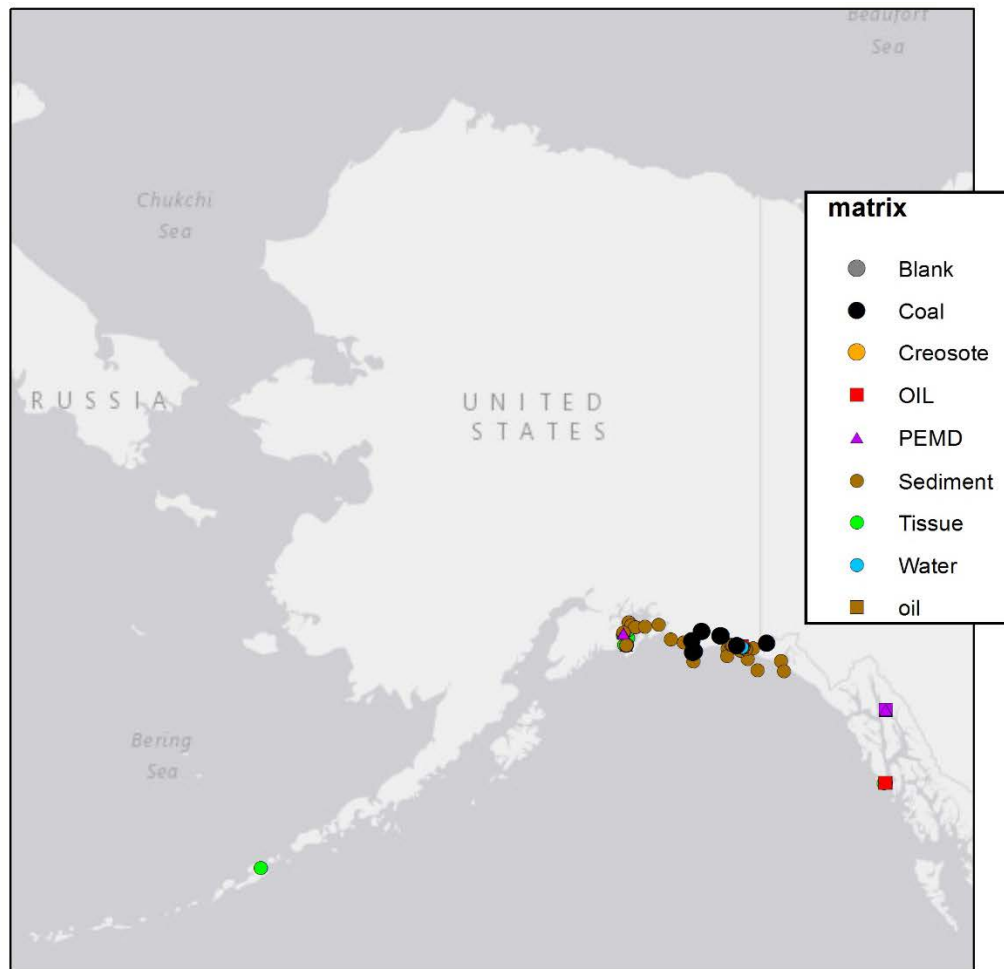 Beaufort
Sea
Chukchi
Sea
RUSSIA
UNITED
STATES
Bering
Sea
matrix
Blank
Coal
Creosote
OIL
PEMD
Sediment
Tissue
Water
oil